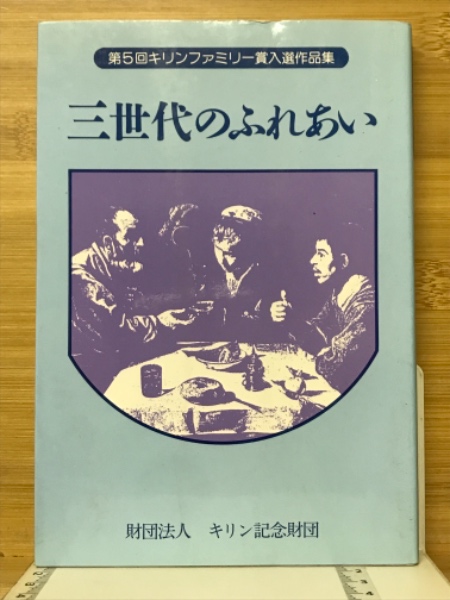 第5回キリンファミリー賞入選作品集
三世代のふれあい
財団法人 キリン記念財団